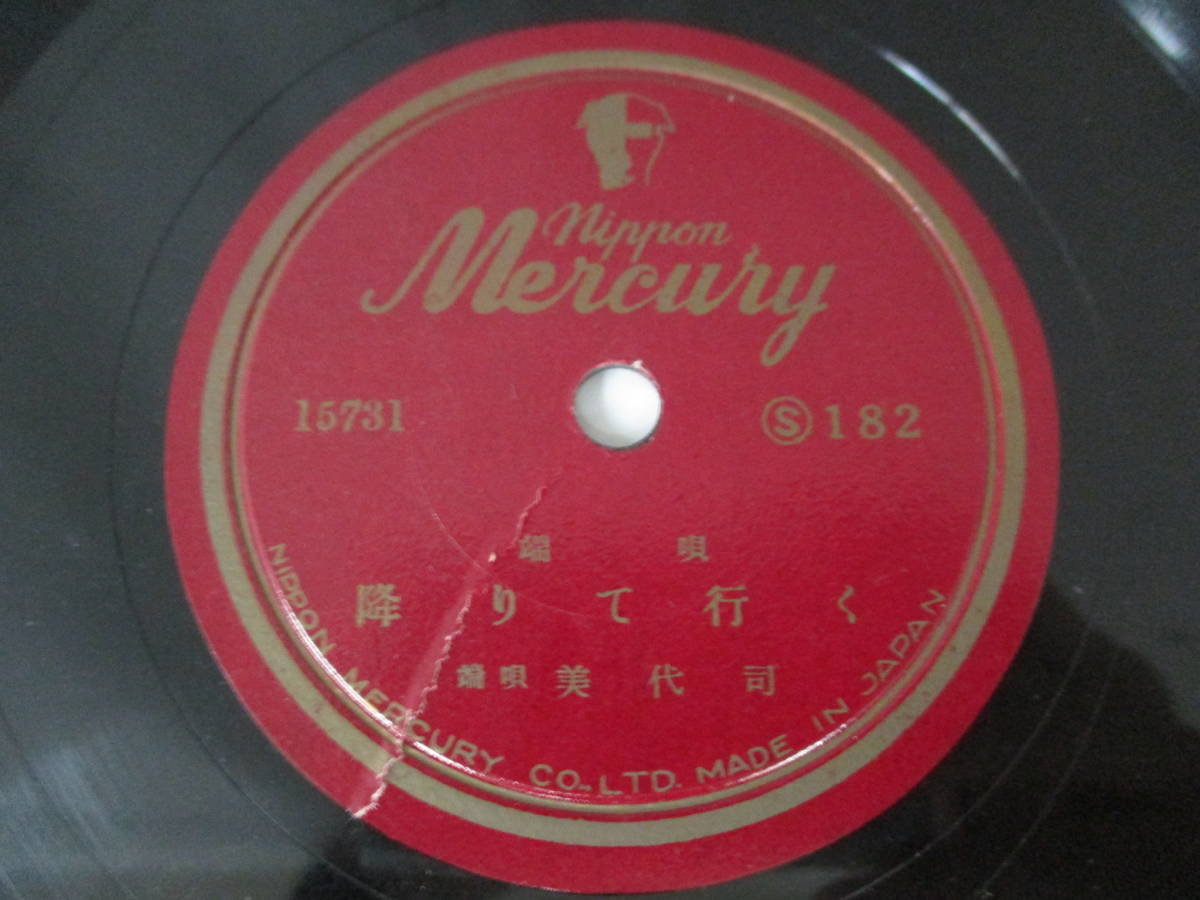 Nippon
Mercury
15731 Ⓢ182
端唄
降りて行く
端唄 美代司
NIPPON MERCURY CO.-LTD. MADE IN JAPAN